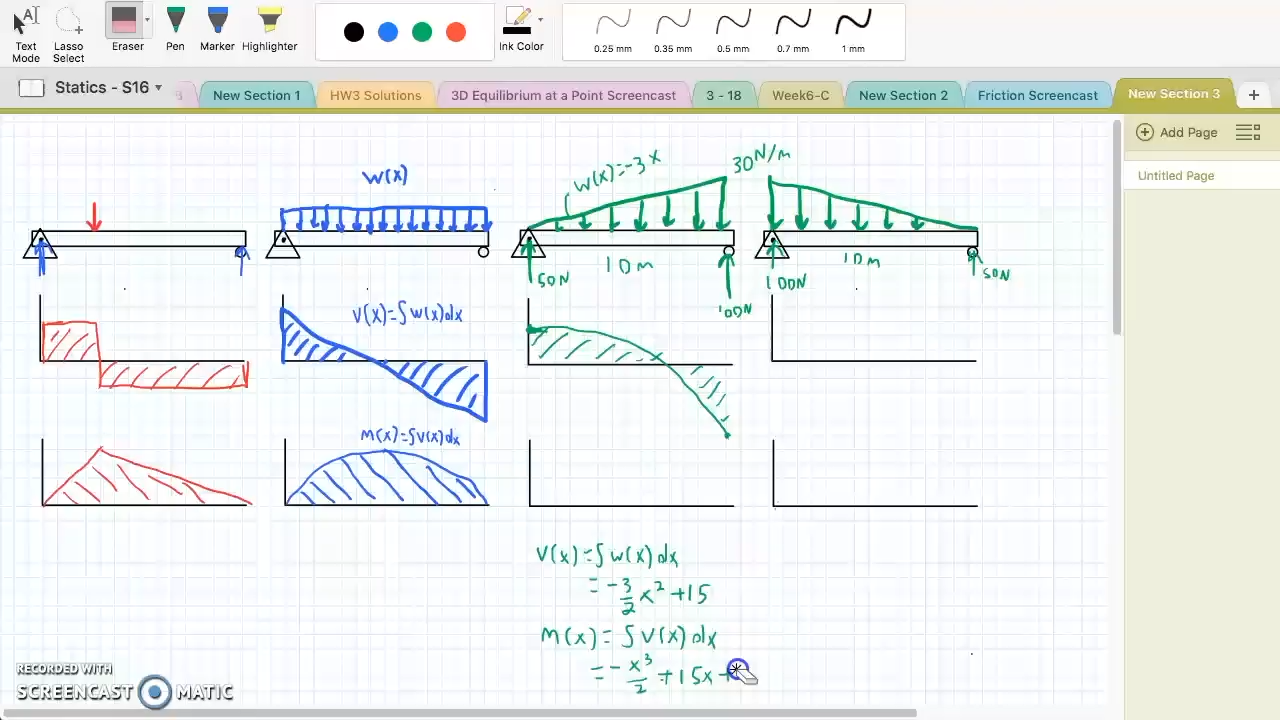 Text Mode
Lasso Select
Eraser
Pen
Marker
Highlighter
Ink Color
0.25 mm
0.35 mm
0.5 mm
0.7 mm
1 mm
Statics - S16
New Section 1
HW3 Solutions
3D Equilibrium at a Point Screencast
3 - 18
Week6-C
New Section 2
Friction Screencast
New Section 3
Add Page
Untitled Page
w(x)
w(x)=-3x
30 N/m
10m
50N
100N
10m
100N
50N
V(x)=∫w(x)dx
M(x)=∫V(x)dx
V(x)=∫w(x)dx
= -3/2 x² +15
M(x)= ∫V(x)dx
= -x³/2 +15x+
RECORDED WITH
SCREENCAST MATIC